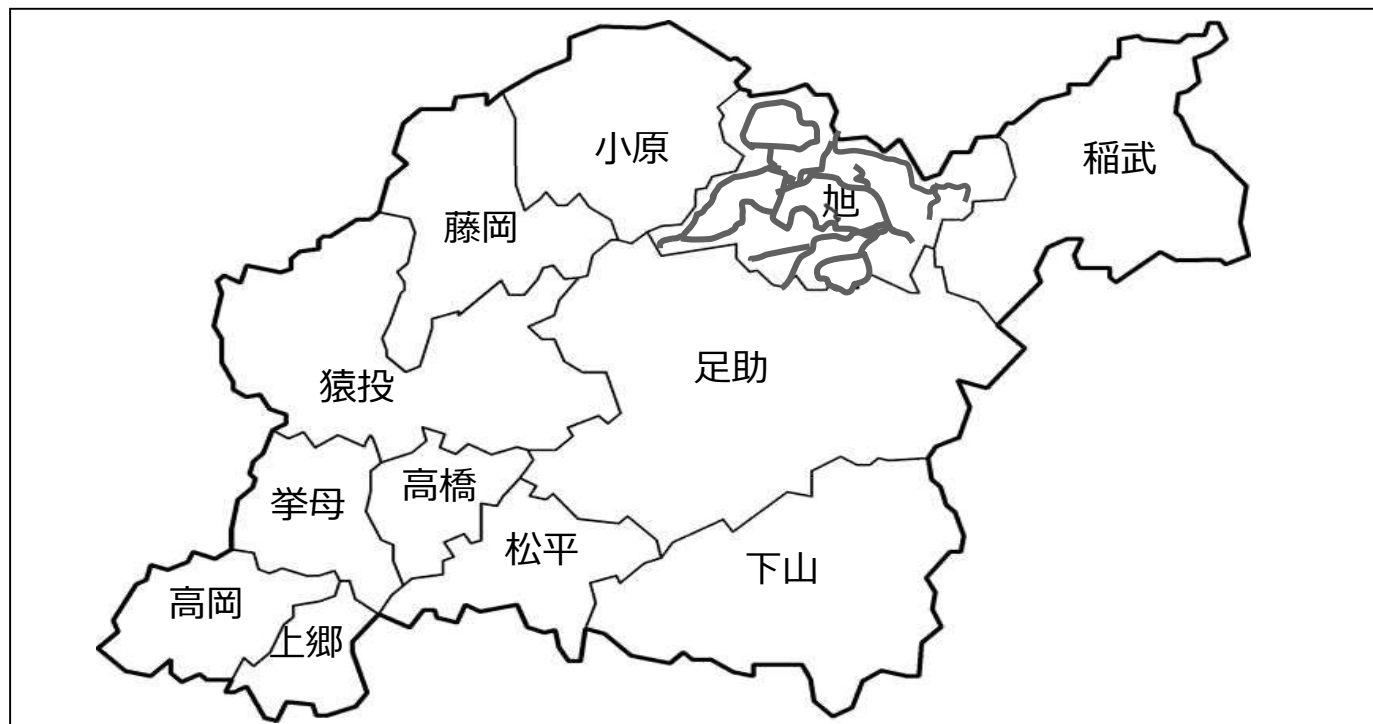 小原
稲武
旭
藤岡
足助
猿投
高橋
挙母
松平
下山
高岡
上郷